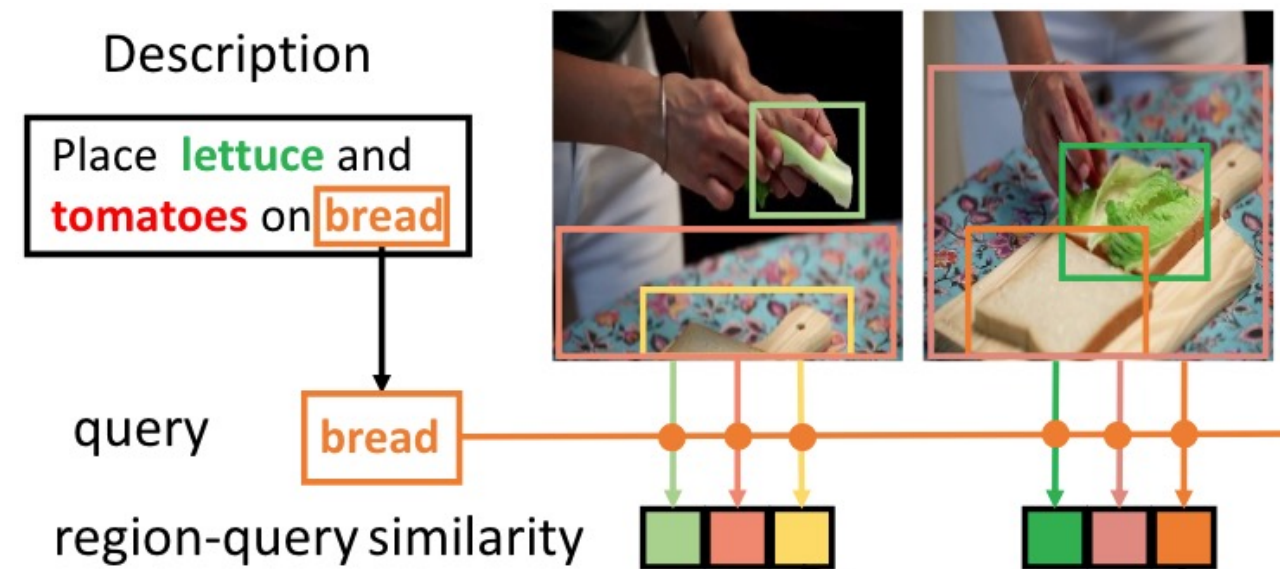 Description
Place lettuce and
tomatoes on bread
query
bread
region-query similarity